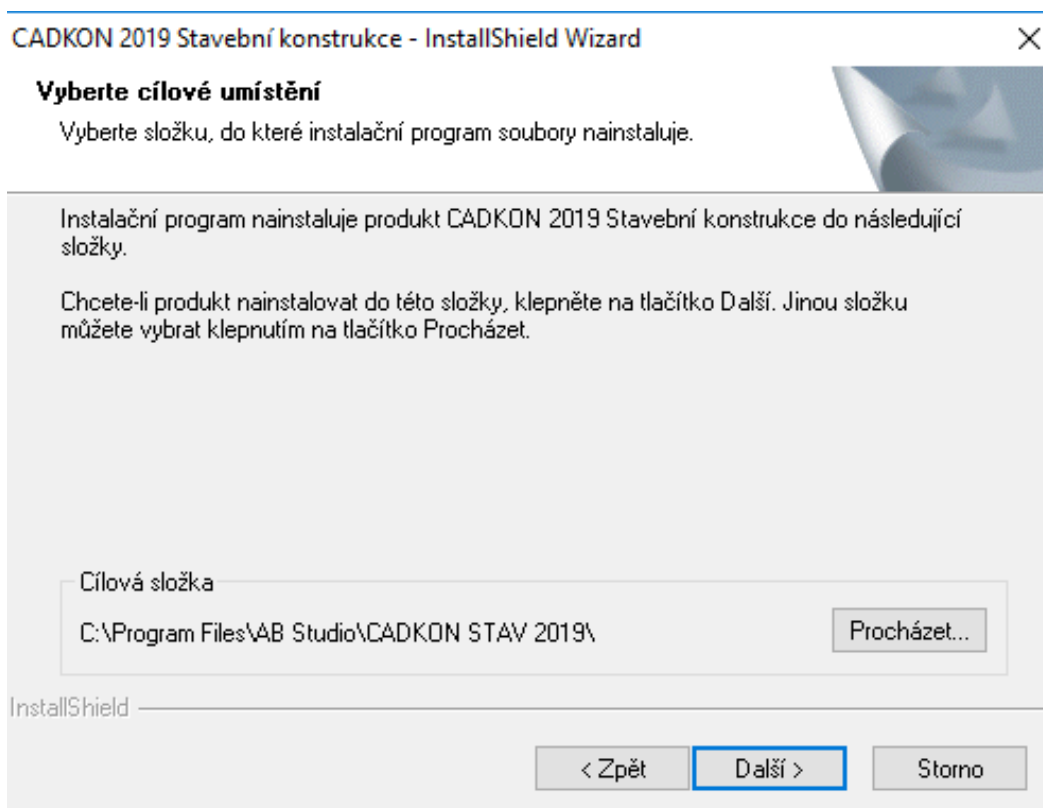 CADKON 2019 Stavební konstrukce - InstallShield Wizard
Vyberte cílové umístění
Vyberte složku, do které instalační program soubory nainstaluje.
Instalační program nainstaluje produkt CADKON 2019 Stavební konstrukce do následující
složky.
Chcete-li produkt nainstalovat do této složky, klepněte na tlačítko Další. Jinou složku
můžete vybrat klepnutím na tlačítko Procházet.
Cílová složka
C:\Program Files\AB Studio\CADKON STAV 2019\
Procházet...
InstallShield
< Zpět
Další >
Storno